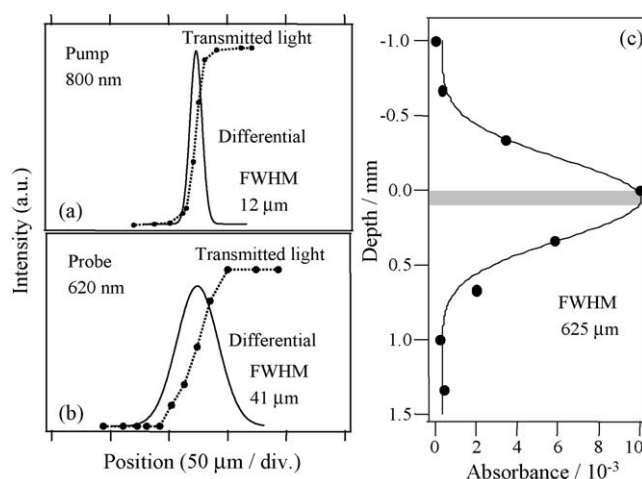 Intensity (a.u.)
Transmitted light
Pump
800 nm
Differential
FWHM
12 μm
(a)
Transmitted light
Probe
620 nm
Differential
FWHM
41 μm
(b)
Position (50 μm / div.)
(c)
Depth / mm
-1.0
-0.5
0.0
0.5
1.0
1.5
FWHM
625 μm
0 2 4 6 8 10
Absorbance / 10⁻³